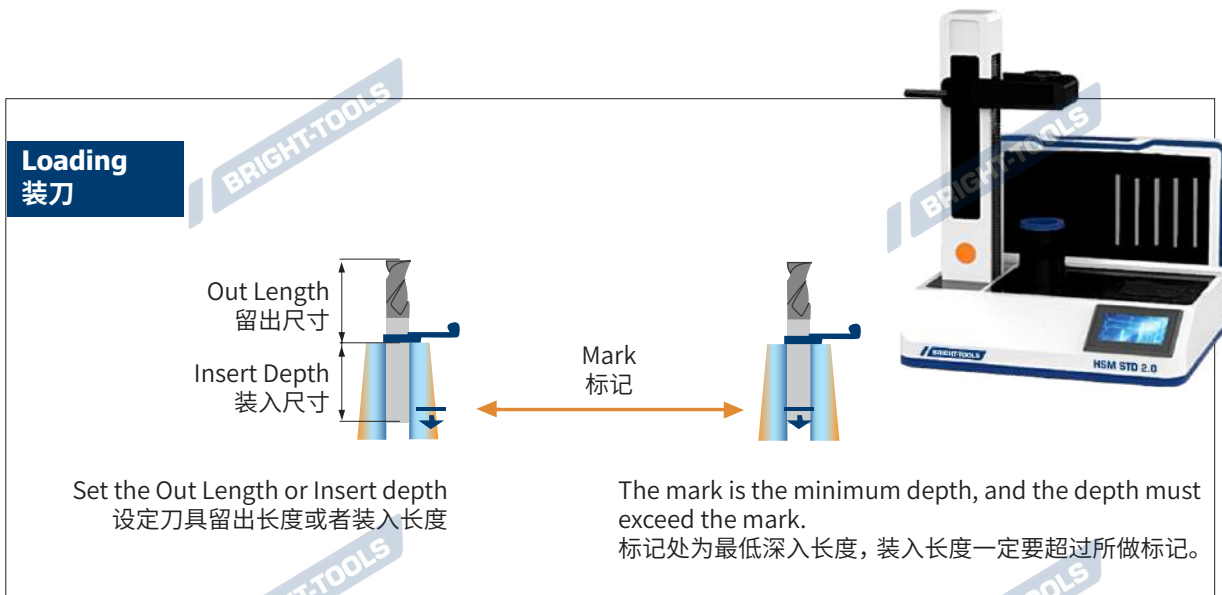 BRIGHT-TOOLS
BRIGHT-TOOLS
Loading
装刀
Out Length
留出尺寸
Insert Depth
装入尺寸
Mark
标记
BRIGHT-TOOLS
HSM STD 2.0
Set the Out Length or Insert depth
设定刀具留出长度或者装入长度
The mark is the minimum depth, and the depth must
exceed the mark.
标记处为最低深入长度，装入长度一定要超过所做标记。
HT-TOOLS
TOOLS